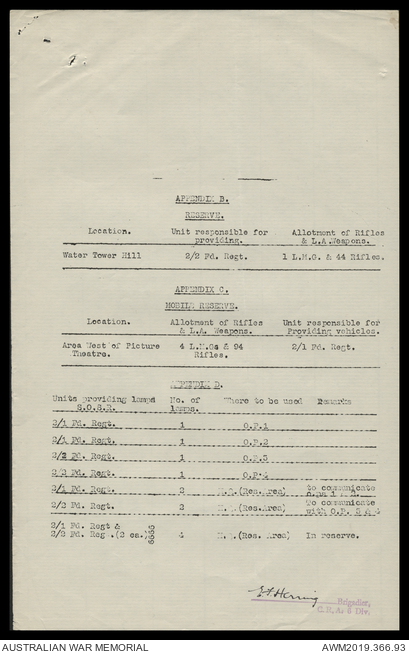 APPENDIX B.
RESERVE.
Location. Unit responsible for providing. Allotment of Rifles & L.A.Weapons.
Water Tower Hill 2/2 Fd. Regt. 1 L.M.G. & 44 Rifles.
APPENDIX C.
MOBILE RESERVE.
Location. Allotment of Rifles & L.A. Weapons. Unit responsible for Providing vehicles.
Area West of Picture Theatre. 4 L.M.Gs & 94 Rifles. 2/1 Fd. Regt.
APPENDIX D.
Units providing lamps S.O.S.R. No. of lamps. Where to be used Remarks
2/1 Fd. Regt. 1 O.P.1
2/1 Fd. Regt. 1 O.P.2
2/2 Fd. Regt. 1 O.P.3
2/2 Fd. Regt. 1 O.P.4
2/1 Fd. Regt. 2 (Res.Area) to communicate
2/2 Fd. Regt. 2 (Res.Area) To communicate with O.P. 3 & 4
2/1 Fd. Regt &
2/2 Fd. Regt.(2 ea.) 4 (Res. Area) In reserve.
Herring
Brigadier,
C.R.A. 6 Div.
AUSTRALIAN WAR MEMORIAL AWM2019.366.93